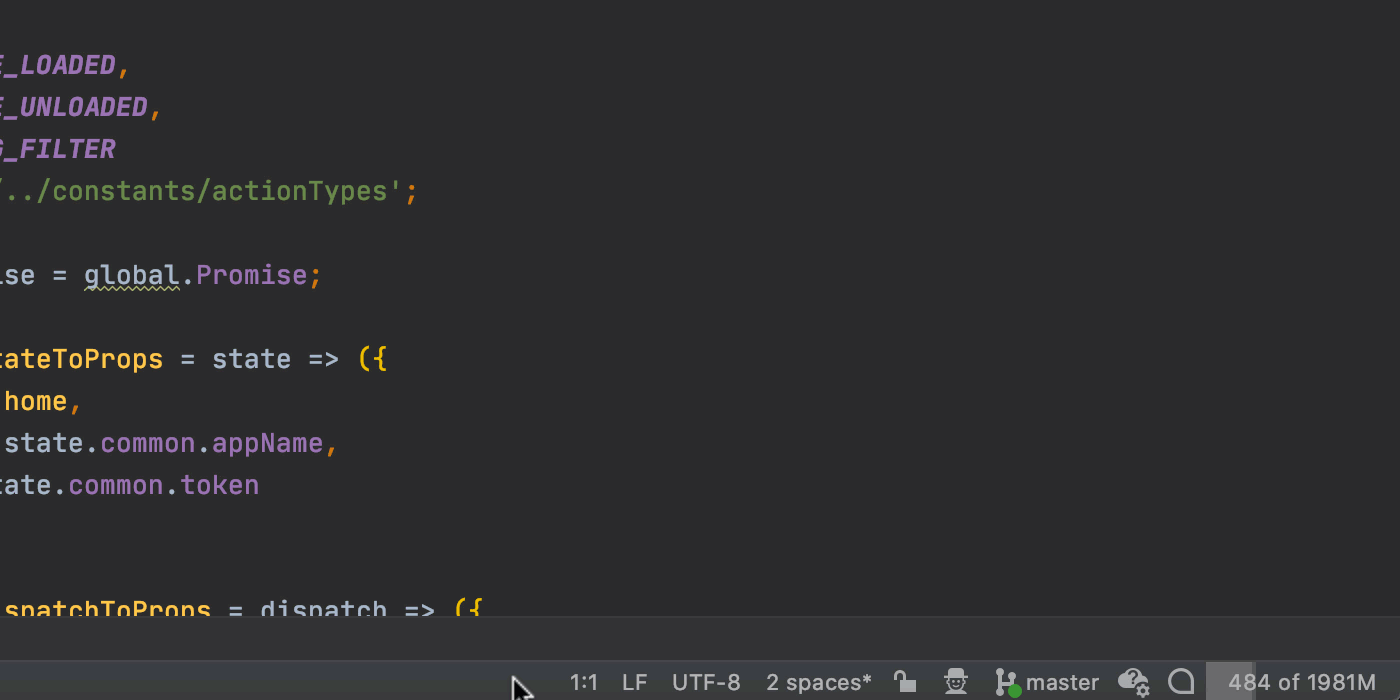 E_LOADED,
E_UNLOADED,
G_FILTER
/../constants/actionTypes';
ise = global.Promise;
tateToProps = state => ({
home,
state.common.appName,
tate.common.token
spatchToProps = dispatch => ({
1:1 LF UTF-8 2 spaces* master 484 of 1981M